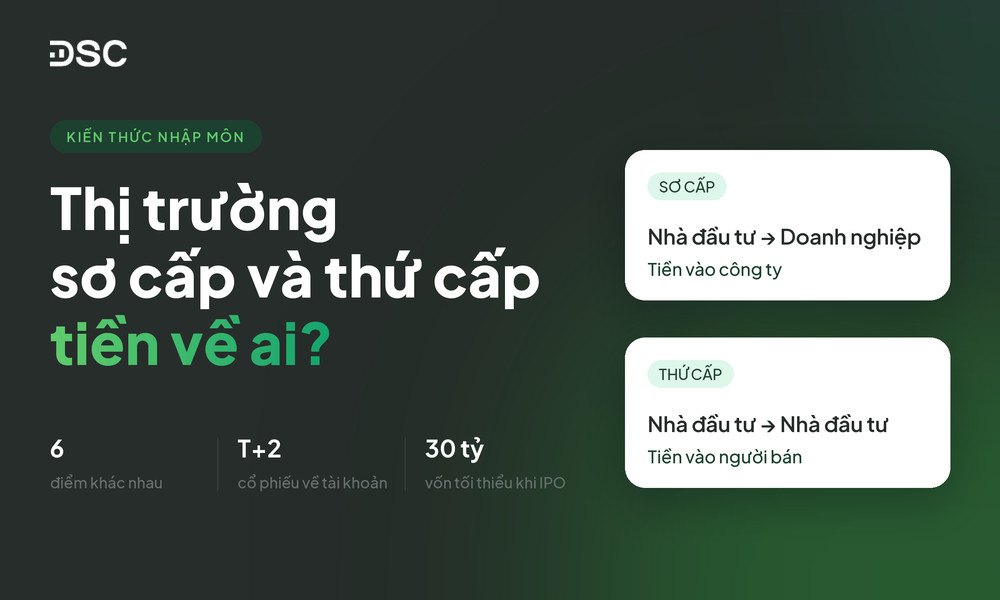 DSC
KIẾN THỨC NHẬP MÔN
Thị trường
sơ cấp và thứ cấp
tiền về ai?
6
điểm khác nhau
T+2
cổ phiếu về tài khoản
30 tỷ
vốn tối thiểu khi IPO
SƠ CẤP
Nhà đầu tư → Doanh nghiệp
Tiền vào công ty
THỨ CẤP
Nhà đầu tư → Nhà đầu tư
Tiền vào người bán